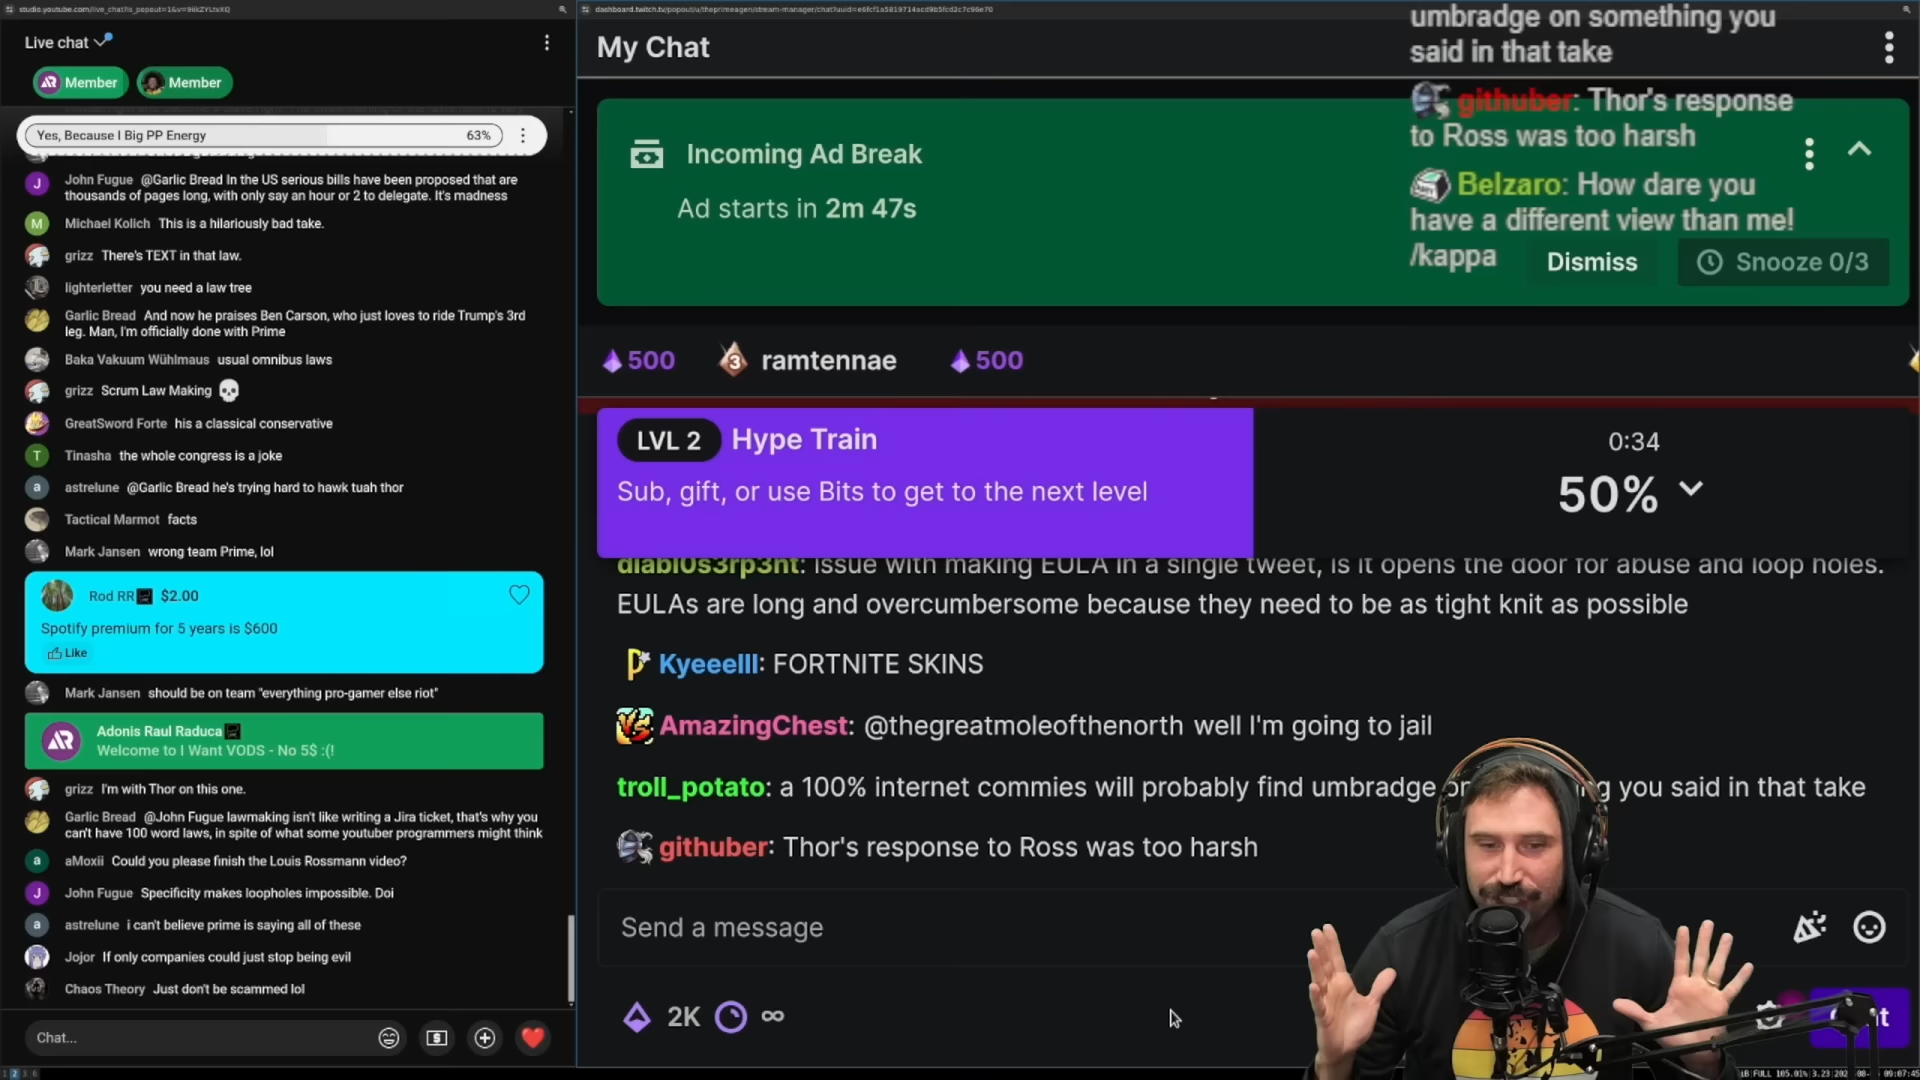 studio.youtube.com/live_chat?is_popout=1&v=
Live chat
Member
Member
Yes, Because I Big PP Energy 63%
John Fugue @Garlic Bread In the US serious bills have been proposed that are
thousands of pages long, with only say an hour or 2 to delegate. It's madness
Michael Kolich This is a hilariously bad take.
grizz There's TEXT in that law.
lighterletter you need a law tree
Garlic Bread And now he praises Ben Carson, who just loves to ride Trump's 3rd
leg. Man, I'm officially done with Prime
Baka Vakuum Wühlmaus usual omnibus laws
grizz Scrum Law Making 💀
GreatSword Forte his a classical conservative
T Tinasha the whole congress is a joke
a astrelune @Garlic Bread he's trying hard to hawk tuah thor
Tactical Marmot facts
Mark Jansen wrong team Prime, lol
Rod RR $2.00
Spotify premium for 5 years is $600
Like
Mark Jansen should be on team "everything pro-gamer else riot"
Adonis Raul Raduca
Welcome to I Want VODS - No 5$ :(!
grizz I'm with Thor on this one.
Garlic Bread @John Fugue lawmaking isn't like writing a Jira ticket, that's why you
can't have 100 word laws, in spite of what some youtuber programmers might think
a aMoxii Could you please finish the Louis Rossmann video?
J John Fugue Specificity makes loopholes impossible. Doi
a astrelune i can't believe prime is saying all of these
Jojor If only companies could just stop being evil
Chaos Theory Just don't be scammed lol
Chat...
My Chat
Incoming Ad Break
Ad starts in 2m 47s
Dismiss
Snooze 0/3
umbradge on something you
said in that take
githuber: Thor's response
to Ross was too harsh
Belzaro: How dare you
have a different view than me!
/kappa
500 3 ramtennae 500
LVL 2 Hype Train
Sub, gift, or use Bits to get to the next level
0:34
50%
diabl0s3rp3nt: issue with making EULA in a single tweet, is it opens the door for abuse and loop holes.
EULAs are long and overcumbersome because they need to be as tight knit as possible
Kyeeelll: FORTNITE SKINS
AmazingChest: @thegreatmoleofthenorth well I'm going to jail
troll_potato: a 100% internet commies will probably find umbradge you said in that take
githuber: Thor's response to Ross was too harsh
Send a message
2K ∞